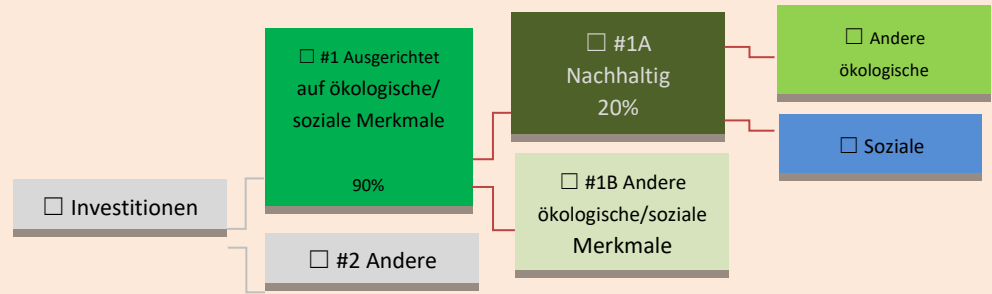 ☐ Investitionen
☐ #1 Ausgerichtet
auf ökologische/
soziale Merkmale
90%
☐ #2 Andere
☐ #1A
Nachhaltig
20%
☐ #1B Andere
ökologische/soziale
Merkmale
☐ Andere
ökologische
☐ Soziale